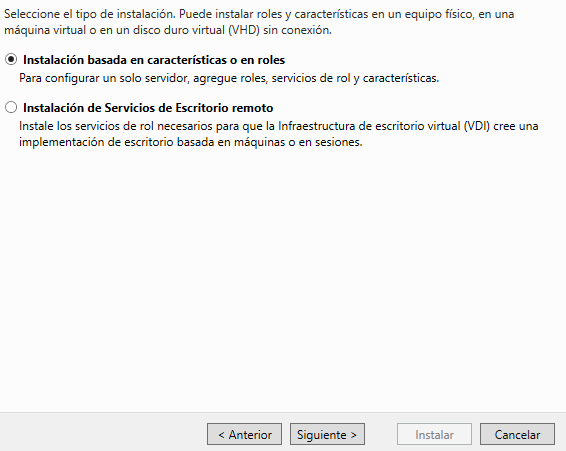 Seleccione el tipo de instalación. Puede instalar roles y características en un equipo físico, en una
máquina virtual o en un disco duro virtual (VHD) sin conexión.
Instalación basada en características o en roles
Para configurar un solo servidor, agregue roles, servicios de rol y características.
Instalación de Servicios de Escritorio remoto
Instale los servicios de rol necesarios para que la Infraestructura de escritorio virtual (VDI) cree una
implementación de escritorio basada en máquinas o en sesiones.
< Anterior
Siguiente >
Instalar
Cancelar